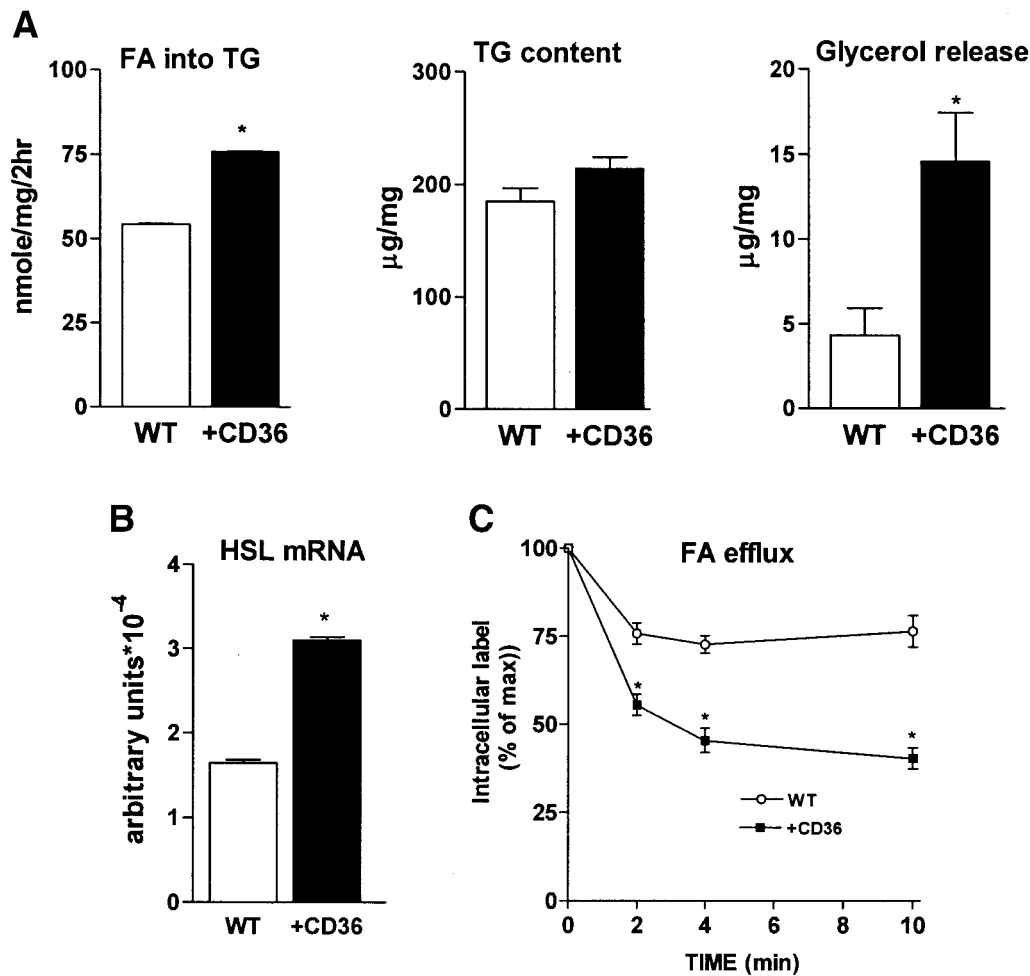 A
FA into TG
nmole/mg/2hr
100
75
50
25
0
*
WT +CD36
TG content
µg/mg
300
200
100
0
WT +CD36
Glycerol release
µg/mg
20
15
10
5
0
*
WT +CD36
B
HSL mRNA
arbitrary units*10⁻⁴
4
3
2
1
0
*
WT +CD36
C
FA efflux
Intracellular label
(% of max))
100
75
50
25
0
* * *
WT
+CD36
0 2 4 6 8 10
TIME (min)